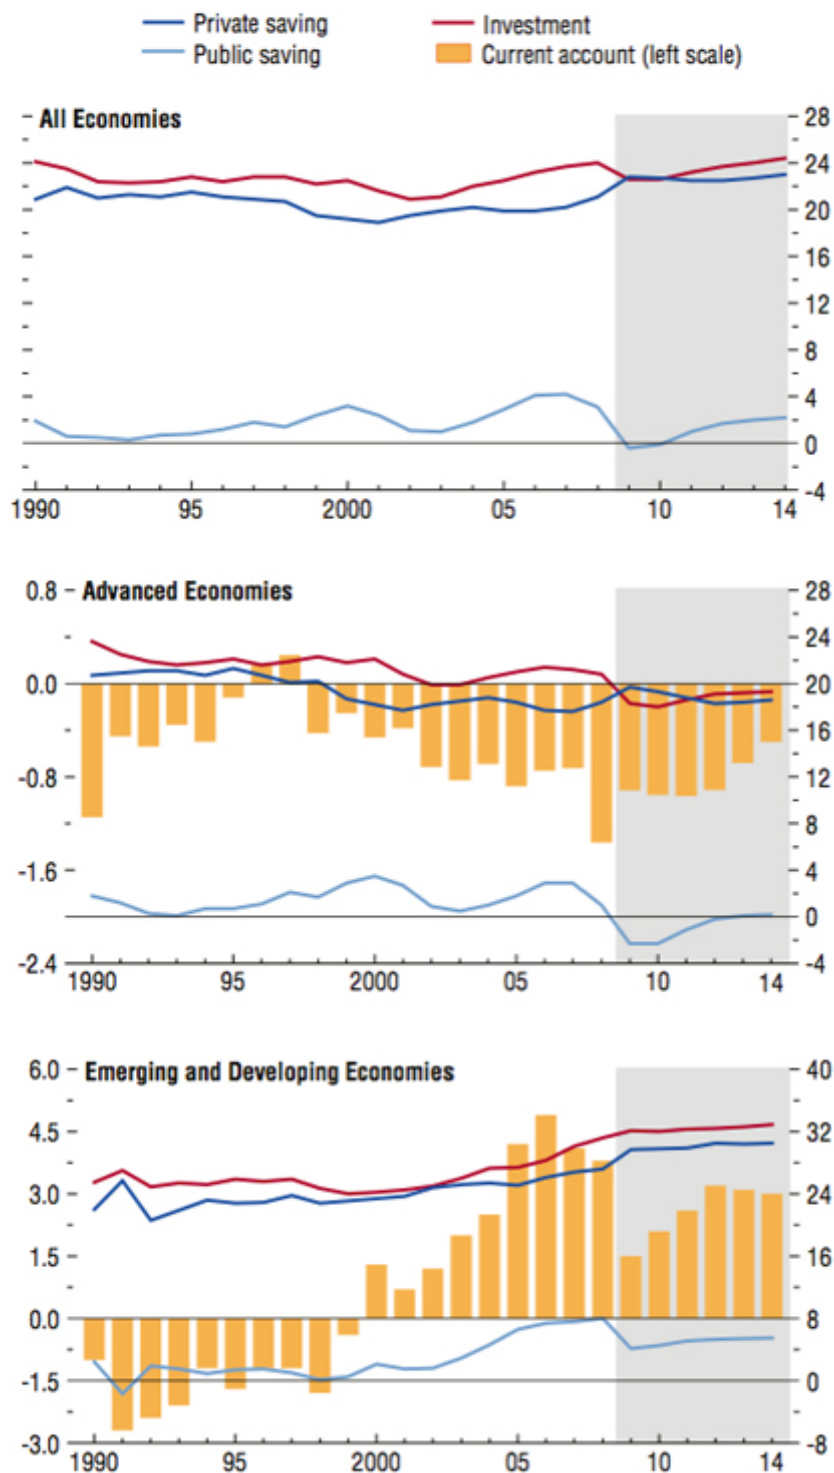 Private saving Investment
Public saving Current account (left scale)
All Economies
28
24
20
16
12
8
4
0
-4
1990 95 2000 05 10 14
0.8 Advanced Economies 28
24
0.0 20
16
-0.8 12
8
-1.6 4
0
-2.4 -4
1990 95 2000 05 10 14
6.0 Emerging and Developing Economies 40
4.5 32
3.0 24
1.5 16
0.0 8
-1.5 0
-3.0 -8
1990 95 2000 05 10 14